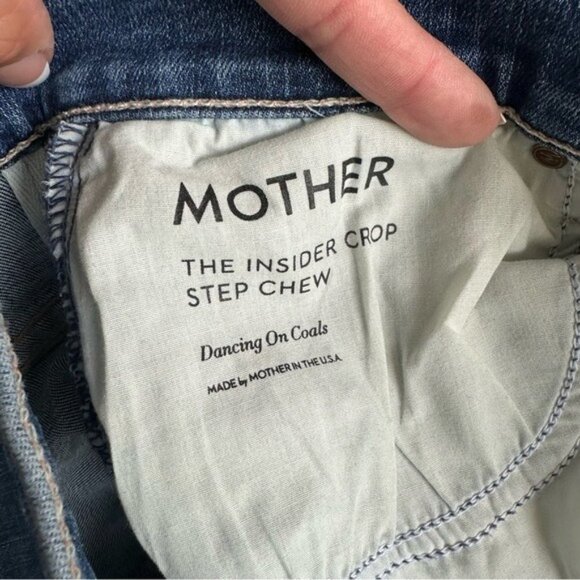 MOTHER
THE INSIDER CROP
STEP CHEW
Dancing On Coals
MADE by MOTHER IN THE U.S.A.